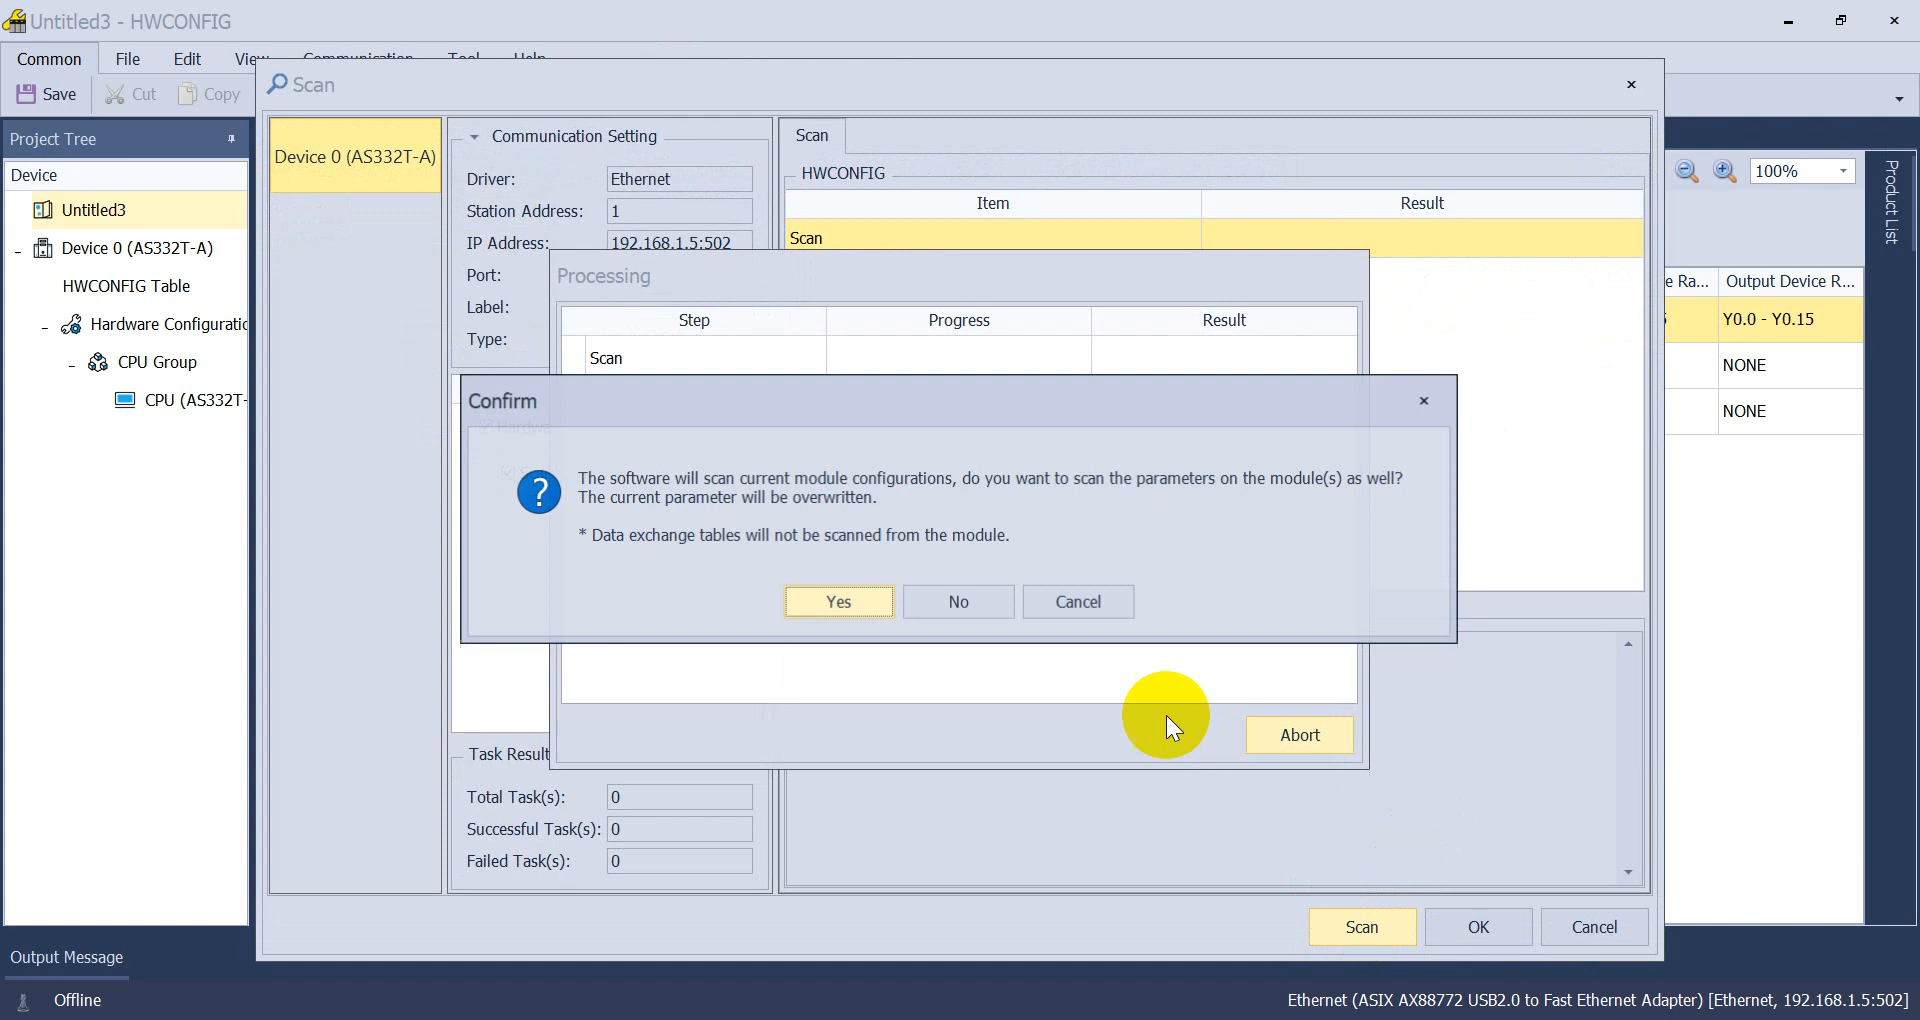 Untitled3 - HWCONFIG
Common File Edit View Communication Tool Help
Save Cut Copy
Scan
Project Tree
Device
Untitled3
Device 0 (AS332T-A)
HWCONFIG Table
Hardware Configuratio
CPU Group
CPU (AS332T-
Device 0 (AS332T-A)
Communication Setting
Driver: Ethernet
Station Address: 1
IP Address: 192.168.1.5:502
Port:
Label:
Type:
Scan
HWCONFIG
Item Result
Scan
100%
Product List
e Ra... Output Device R...
Y0.0 - Y0.15
NONE
NONE
Processing
Step Progress Result
Scan
Confirm
The software will scan current module configurations, do you want to scan the parameters on the module(s) as well?
The current parameter will be overwritten.
* Data exchange tables will not be scanned from the module.
Yes No Cancel
Abort
Task Result
Total Task(s): 0
Successful Task(s): 0
Failed Task(s): 0
Scan OK Cancel
Output Message
Offline
Ethernet (ASIX AX88772 USB2.0 to Fast Ethernet Adapter) [Ethernet, 192.168.1.5:502]